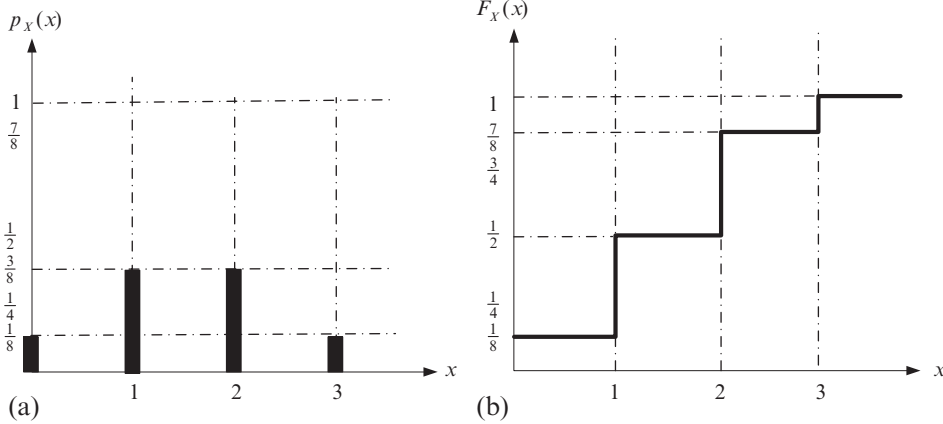 p_X(x)
1
7/8
1/2
3/8
1/4
1/8
1 2 3 x
(a)
F_X(x)
1
7/8
3/4
1/2
1/4
1/8
1 2 3 x
(b)